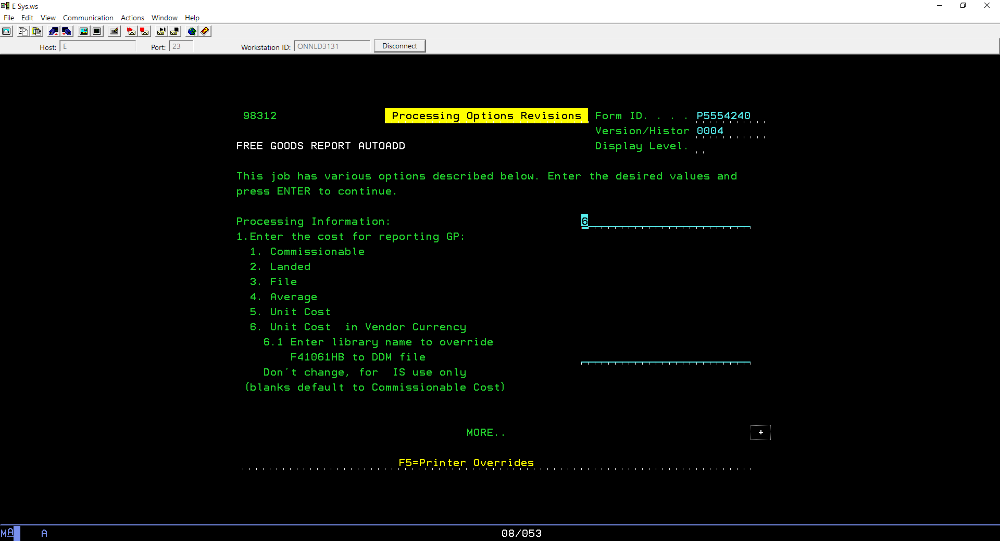 E Sys.ws
File Edit View Communication Actions Window Help
Host: E Port: 23 Workstation ID: ONNLD3131 Disconnect
98312 Processing Options Revisions Form ID. . . . P5554240
Version/Histor 0004
FREE GOODS REPORT AUTOADD Display Level.
This job has various options described below. Enter the desired values and
press ENTER to continue.
Processing Information: 6
1.Enter the cost for reporting GP:
1. Commissionable
2. Landed
3. File
4. Average
5. Unit Cost
6. Unit Cost  in Vendor Currency
6.1 Enter library name to override
F41061HB to DDM file
Don't change, for  IS use only
(blanks default to Commissionable Cost)
MORE.. +
F5=Printer Overrides
MA A 08/053